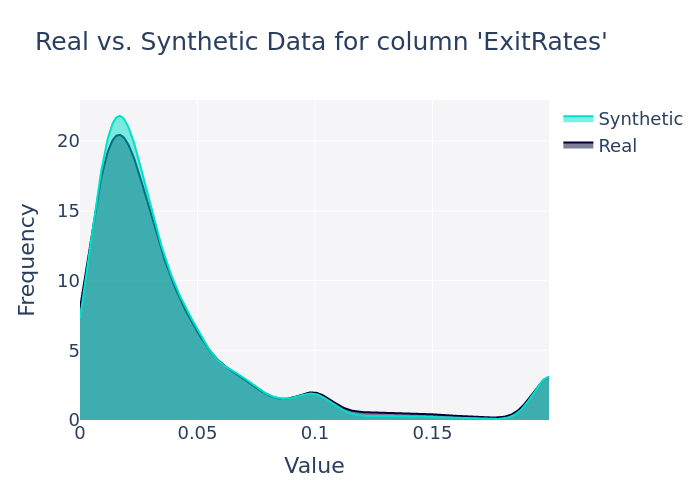 Real vs. Synthetic Data for column 'ExitRates'
Synthetic
Real
Frequency
20
15
10
5
0
0
0.05
0.1
0.15
Value